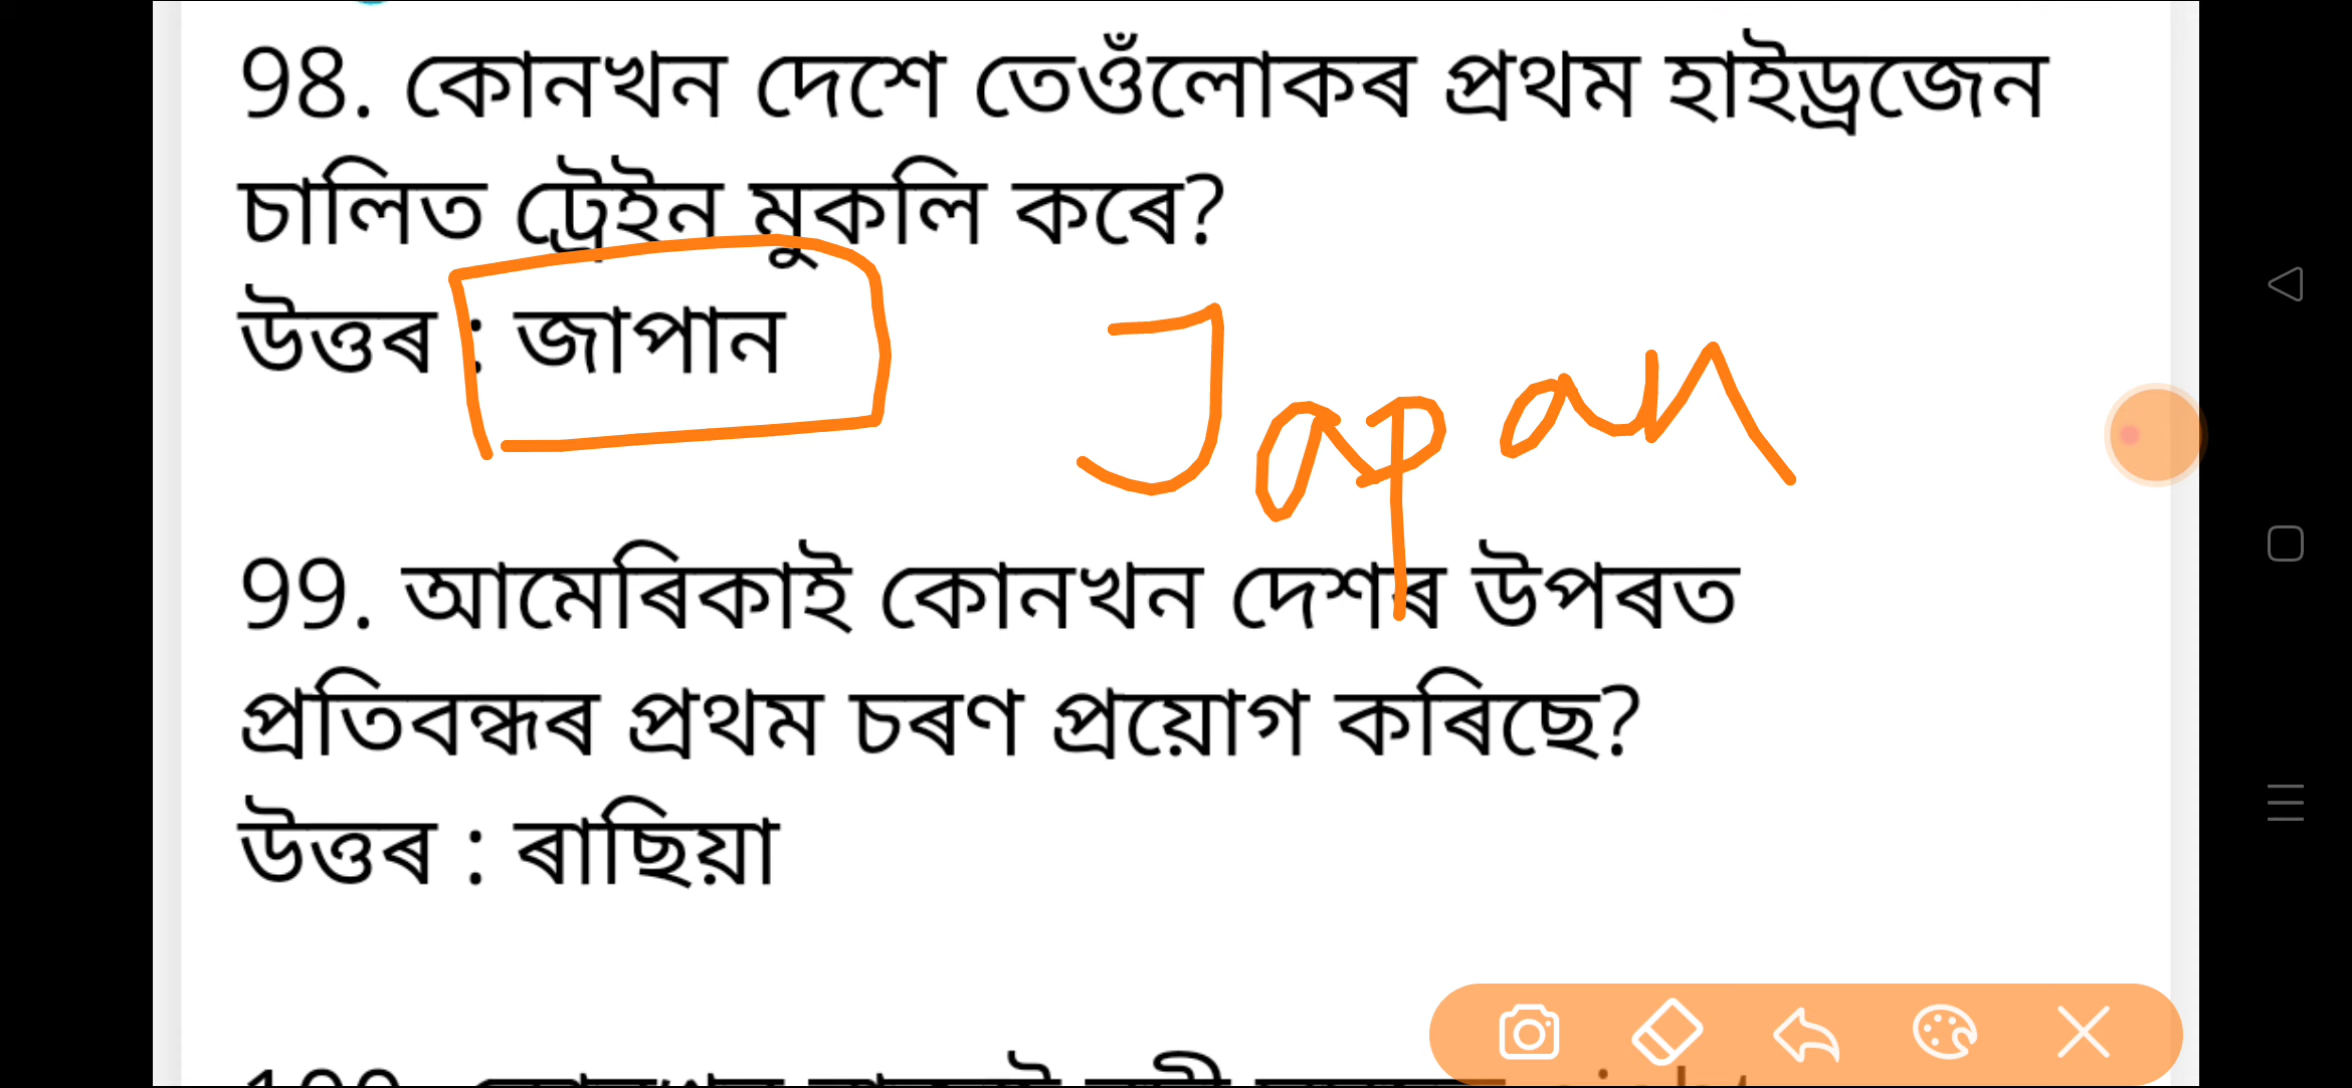 98. কোনখন দেশে তেওঁলোকৰ প্ৰথম হাইড্ৰজেন
চালিত ট্ৰেইন মুকলি কৰে?
উত্তৰ : জাপান
Japan
99. আমেৰিকাই কোনখন দেশৰ উপৰত
প্ৰতিবন্ধৰ প্ৰথম চৰণ প্ৰয়োগ কৰিছে?
উত্তৰ : ৰাছিয়া